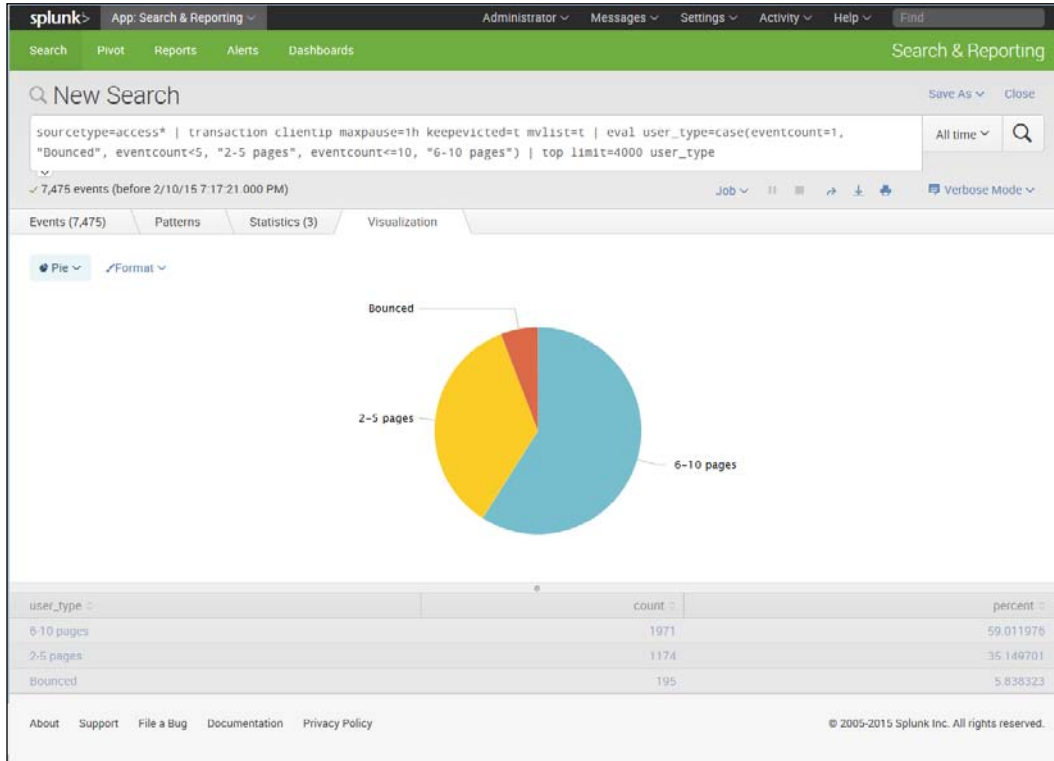 splunk> App: Search & Reporting Administrator Messages Settings Activity Help Find
Search Pivot Reports Alerts Dashboards Search & Reporting
New Search Save As Close
sourcetype=access* | transaction clientip maxpause=1h keepevicted=t mvlist=t | eval user_type=case(eventcount=1,
"Bounced", eventcount<5, "2-5 pages", eventcount<=10, "6-10 pages") | top limit=4000 user_type
All time
7,475 events (before 2/10/15 7:17:21.000 PM) Job Verbose Mode
Events (7,475) Patterns Statistics (3) Visualization
Pie Format
Bounced
2-5 pages
6-10 pages
user_type count percent
6-10 pages 1971 59.011976
2-5 pages 1174 35.149701
Bounced 195 5.838323
About Support File a Bug Documentation Privacy Policy © 2005-2015 Splunk Inc. All rights reserved.